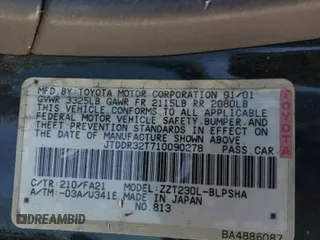 MFD BY: TOYOTA MOTOR CORPORATION 91/01
GVWR 3325LB GAWR FR 2115LB RR 2080LB
THIS VEHICLE CONFORMS TO ALL APPLICABLE
FEDERAL MOTOR VEHICLE SAFETY, BUMPER AND
THEFT PREVENTION STANDARDS IN EFFECT ON
THE DATE OF MANUFACTURE SHOWN ABOVE.
JTDDR32T710090278 PASS.CAR
TOYOTA
C/TR: 210/FA21 MODEL: ZZT230L-BLPSHA
A/TM: -03A/U341E MADE IN JAPAN
NO.813
BA4886087
DREAMBID